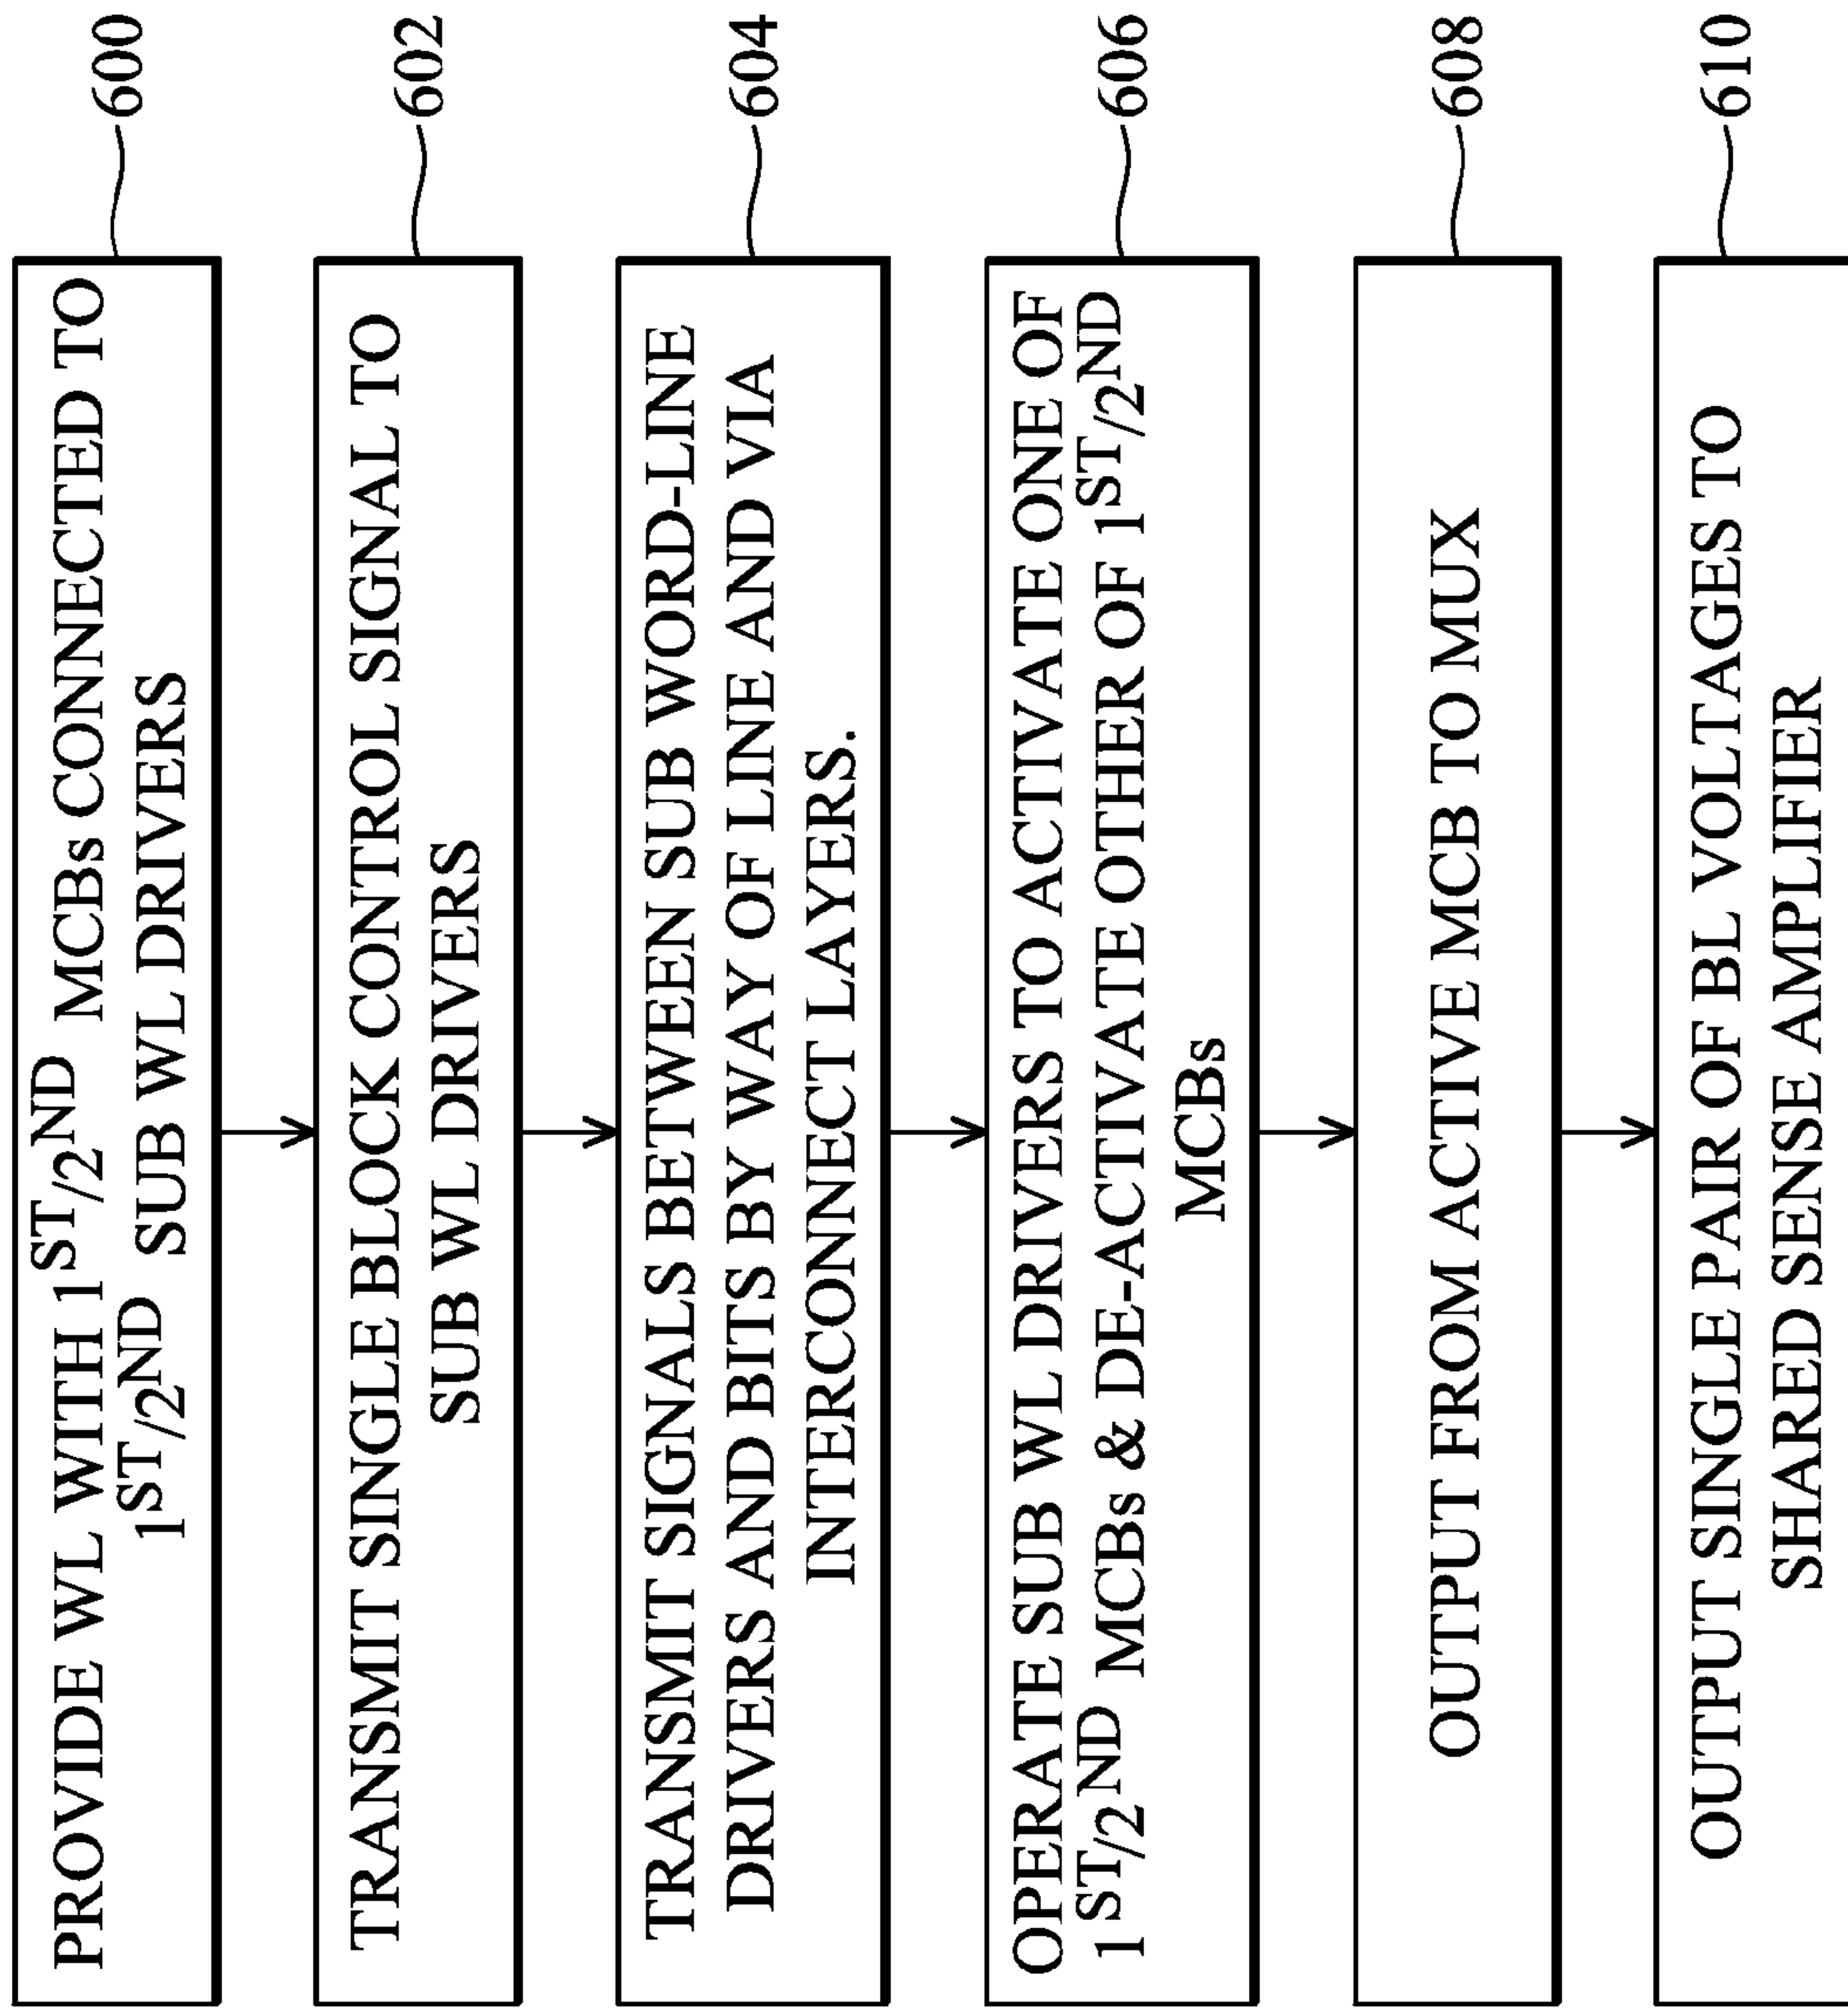 PROVIDE WL WITH 1ST/2ND MCBs CONNECTED TO
1ST/2ND SUB WL DRIVERS
600
TRANSMIT SINGLE BLOCK CONTROL SIGNAL TO
SUB WL DRIVERS
602
TRANSMIT SIGNALS BETWEEN SUB WORD-LINE
DRIVERS AND BITS BY WAY OF LINE AND VIA
INTERCONNECT LAYERS.
604
OPERATE SUB WL DRIVERS TO ACTIVATE ONE OF
1ST/2ND MCBs & DE-ACTIVATE OTHER OF 1ST/2ND
MCBs
606
OUTPUT FROM ACTIVE MCB TO MUX
608
OUTPUT SINGLE PAIR OF BL VOLTAGES TO
SHARED SENSE AMPLIFIER
610